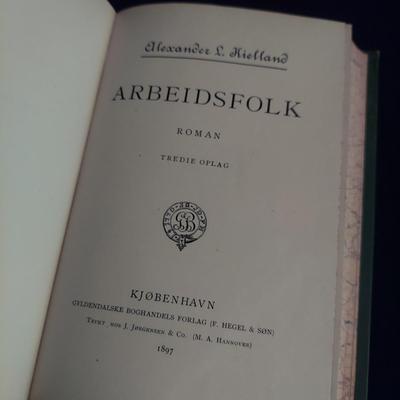 Alexander L. Kielland
ARBEIDSFOLK
ROMAN
TREDIE OPLAG
KJØBENHAVN
GYLDENDALSKE BOGHANDELS FORLAG (F. HEGEL & SØN)
TRYKT HOS J. JØRGENSEN & CO. (M. A. HANNOVER)
1897